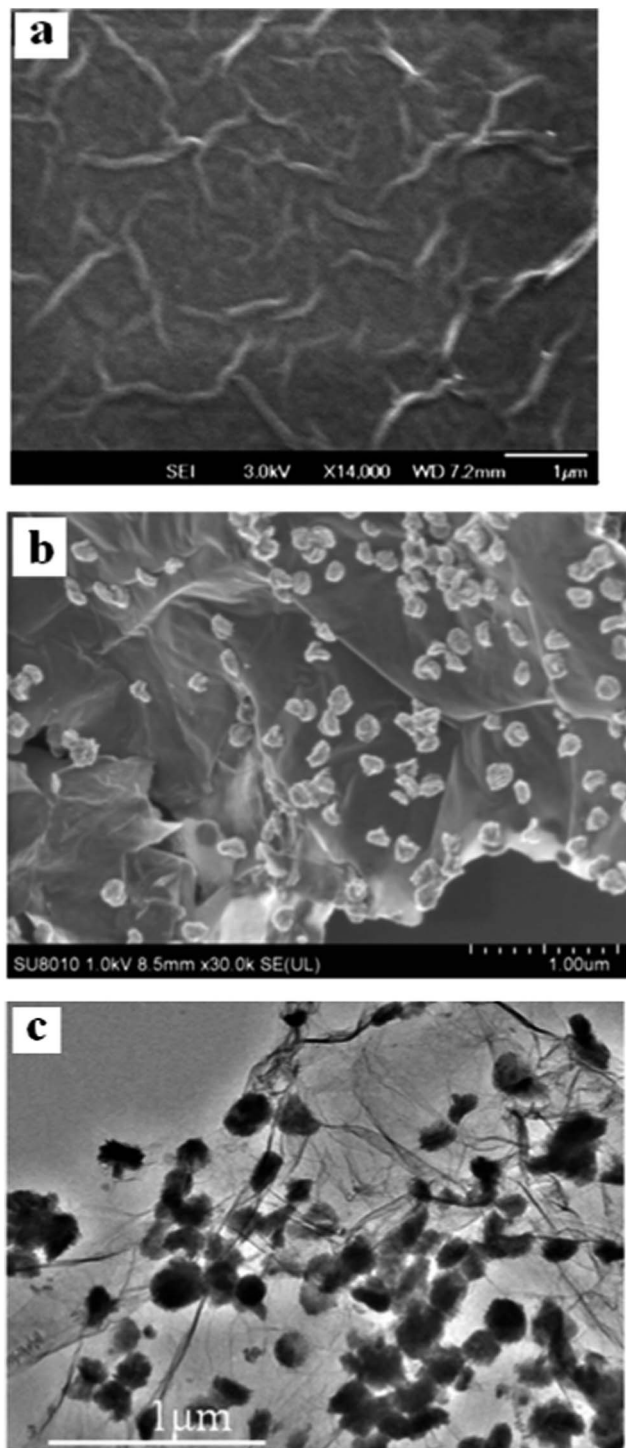 a
SEI 3.0kV X14,000 WD 7.2mm 1μm
b
SU8010 1.0kV 8.5mm x30.0k SE(UL) 1.00um
c
1μm